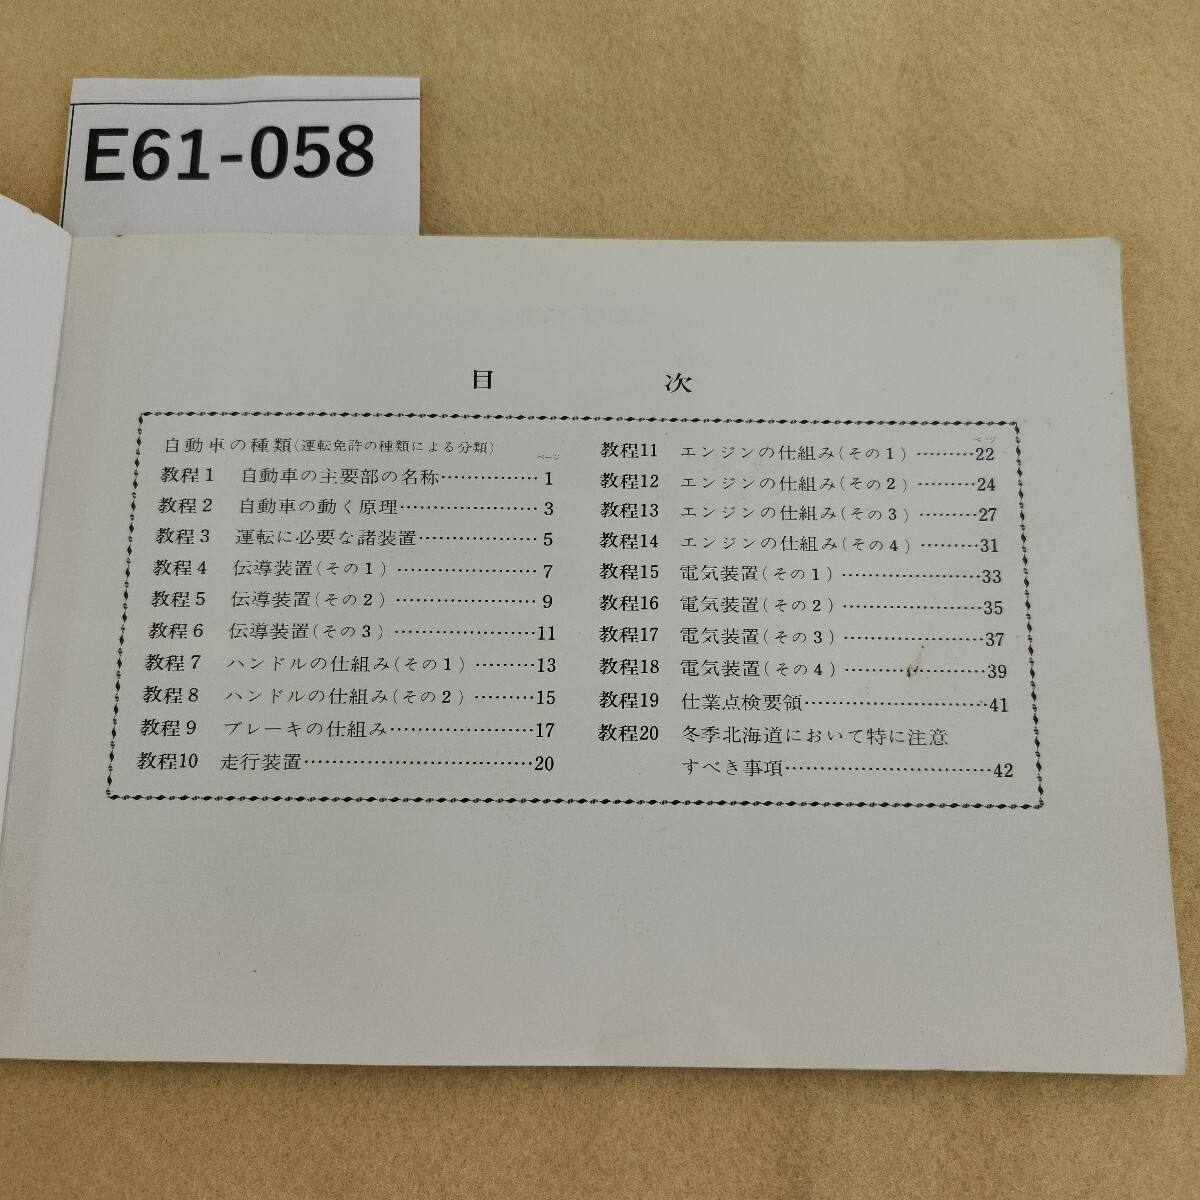 E61-058
目次
自動車の種類(運転免許の種類による分類)
ページ
教程1 自動車の主要部の名称……………1
教程2 自動車の動く原理…………………3
教程3 運転に必要な諸装置………………5
教程4 伝導装置(その1)…………………7
教程5 伝導装置(その2)…………………9
教程6 伝導装置(その3)…………………11
教程7 ハンドルの仕組み(その1)………13
教程8 ハンドルの仕組み(その2)………15
教程9 ブレーキの仕組み…………………17
教程10 走行装置……………………………20
ページ
教程11 エンジンの仕組み(その1)………22
教程12 エンジンの仕組み(その2)………24
教程13 エンジンの仕組み(その3)………27
教程14 エンジンの仕組み(その4)………31
教程15 電気装置(その1)…………………33
教程16 電気装置(その2)…………………35
教程17 電気装置(その3)…………………37
教程18 電気装置(その4)…………………39
教程19 仕業点検要領………………………41
教程20 冬季北海道において特に注意
すべき事項…………………………42